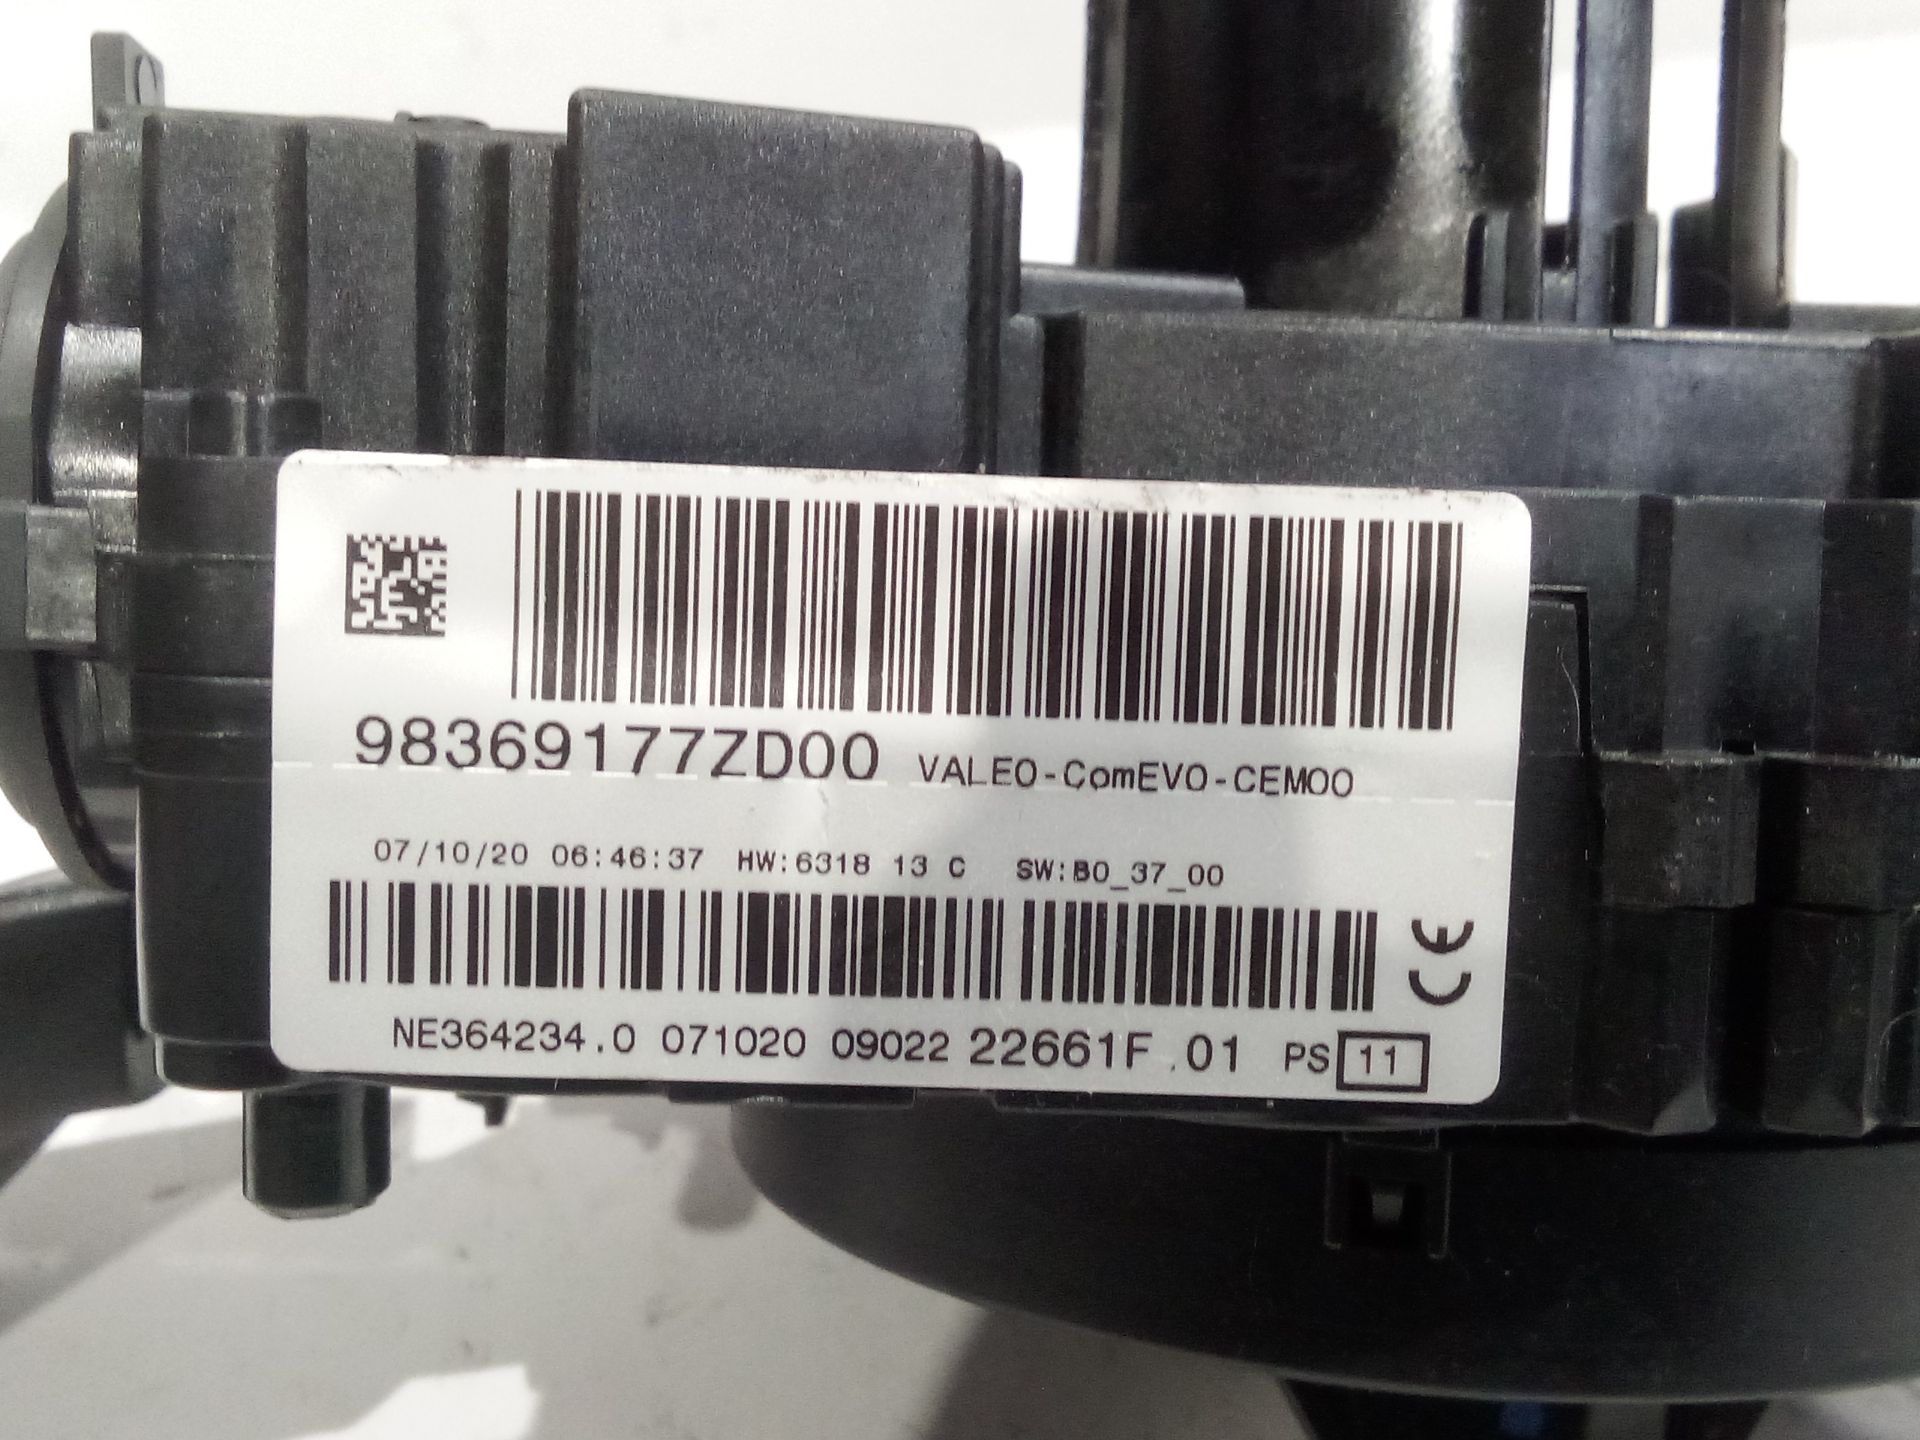 98369177ZD00 VALEO-ComEVO-CEM00
07/10/20 06:46:37 HW:6318 13 C SW:B0_37_00
CE
NE364234.0 071020 09022 22661F.01 PS 11